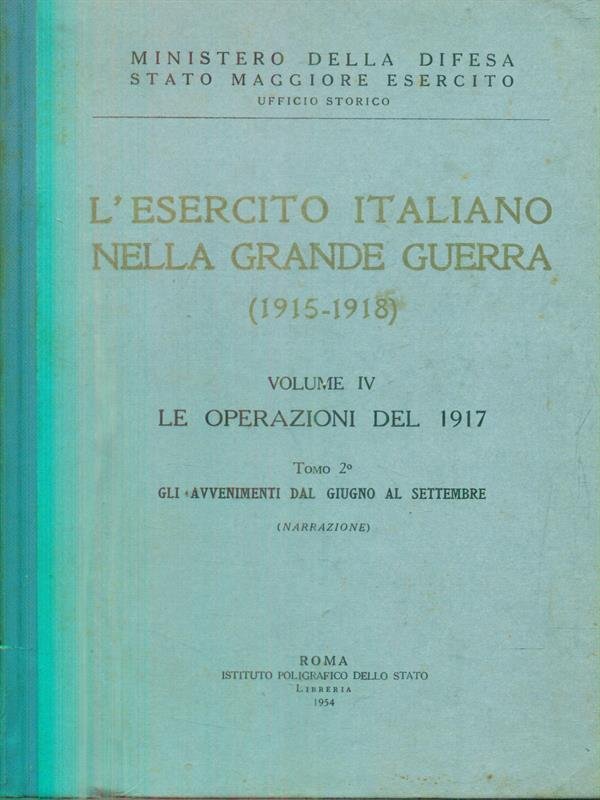 MINISTERO DELLA DIFESA
STATO MAGGIORE ESERCITO
UFFICIO STORICO
L'ESERCITO ITALIANO
NELLA GRANDE GUERRA
(1915-1918)
VOLUME IV
LE OPERAZIONI DEL 1917
TOMO 2º
GLI AVVENIMENTI DAL GIUGNO AL SETTEMBRE
(NARRAZIONE)
ROMA
ISTITUTO POLIGRAFICO DELLO STATO
LIBRERIA
1954